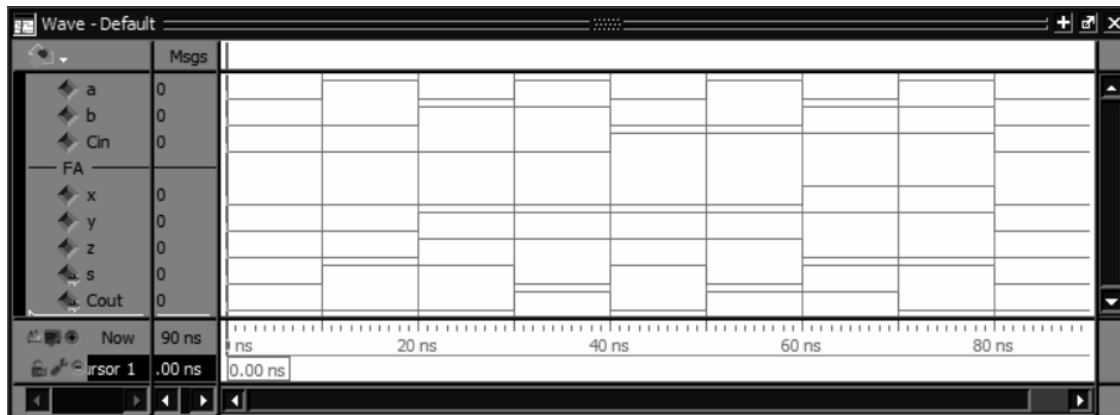 Wave - Default
Msgs
a 0
b 0
Cin 0
FA
x 0
y 0
z 0
s 0
Cout 0
Now 90 ns
ns 20 ns 40 ns 60 ns 80 ns
ursor 1 .00 ns 0.00 ns